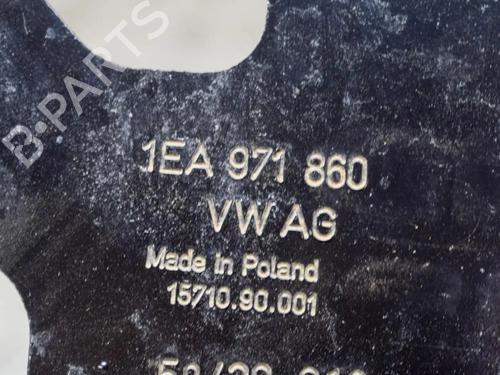 B-PARTS
1EA 971 860
VW AG
Made in Poland
15710.90.001